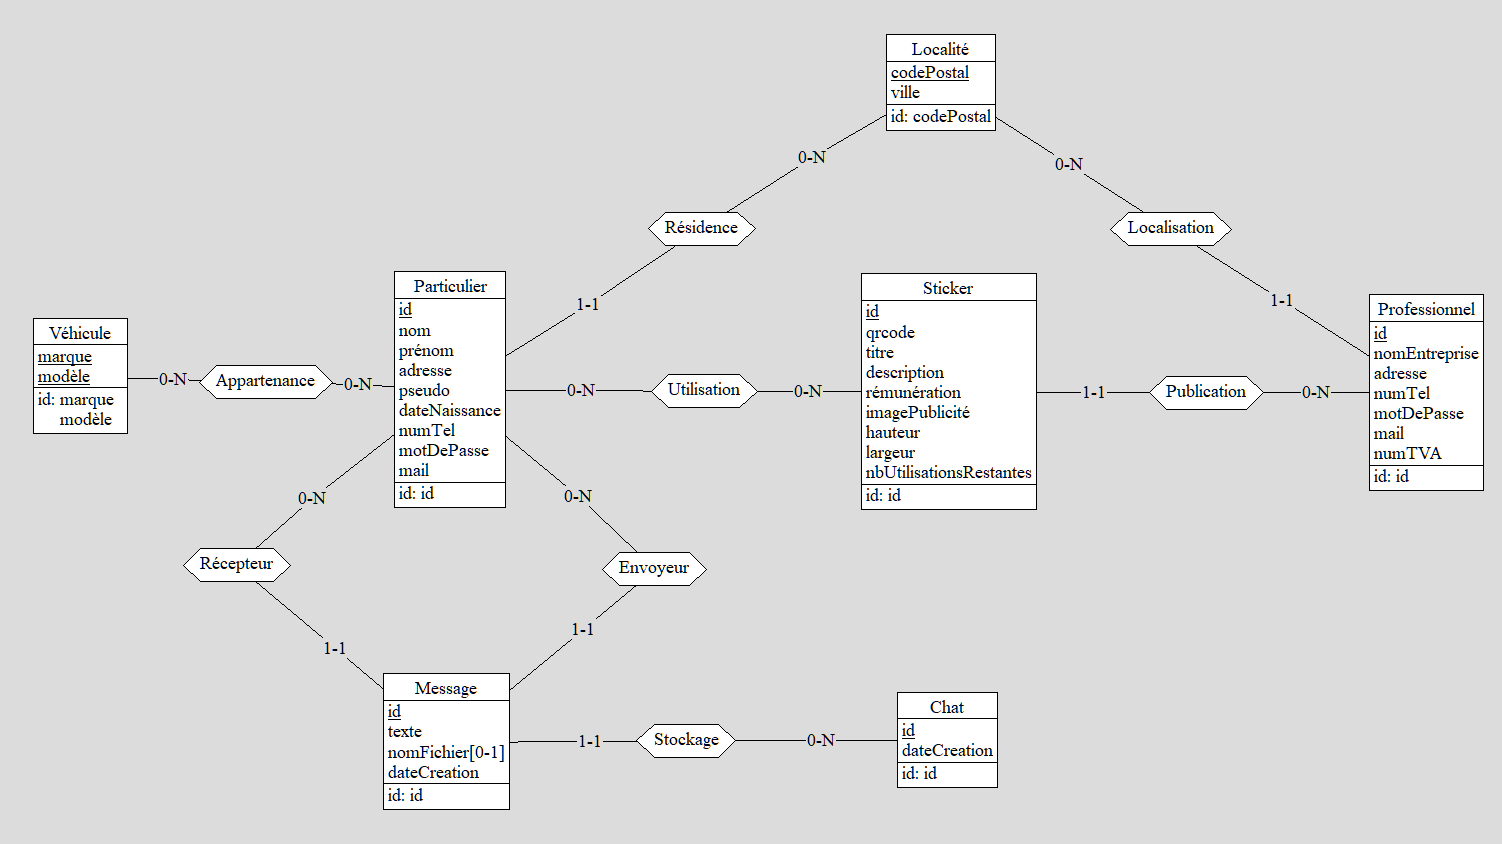 Localité
codePostal
ville
id: codePostal
0-N
0-N
Résidence
Localisation
1-1
1-1
Véhicule
marque
modèle
id: marque
modèle
0-N
Appartenance
0-N
Particulier
id
nom
prénom
adresse
pseudo
dateNaissance
numTel
motDePasse
mail
id: id
0-N
Utilisation
0-N
Sticker
id
qrcode
titre
description
rémunération
imagePublicité
hauteur
largeur
nbUtilisationsRestantes
id: id
1-1
Publication
0-N
Professionnel
id
nomEntreprise
adresse
numTel
motDePasse
mail
numTVA
id: id
0-N
0-N
Récepteur
Envoyeur
1-1
1-1
Message
id
texte
nomFichier[0-1]
dateCreation
id: id
1-1
Stockage
0-N
Chat
id
dateCreation
id: id